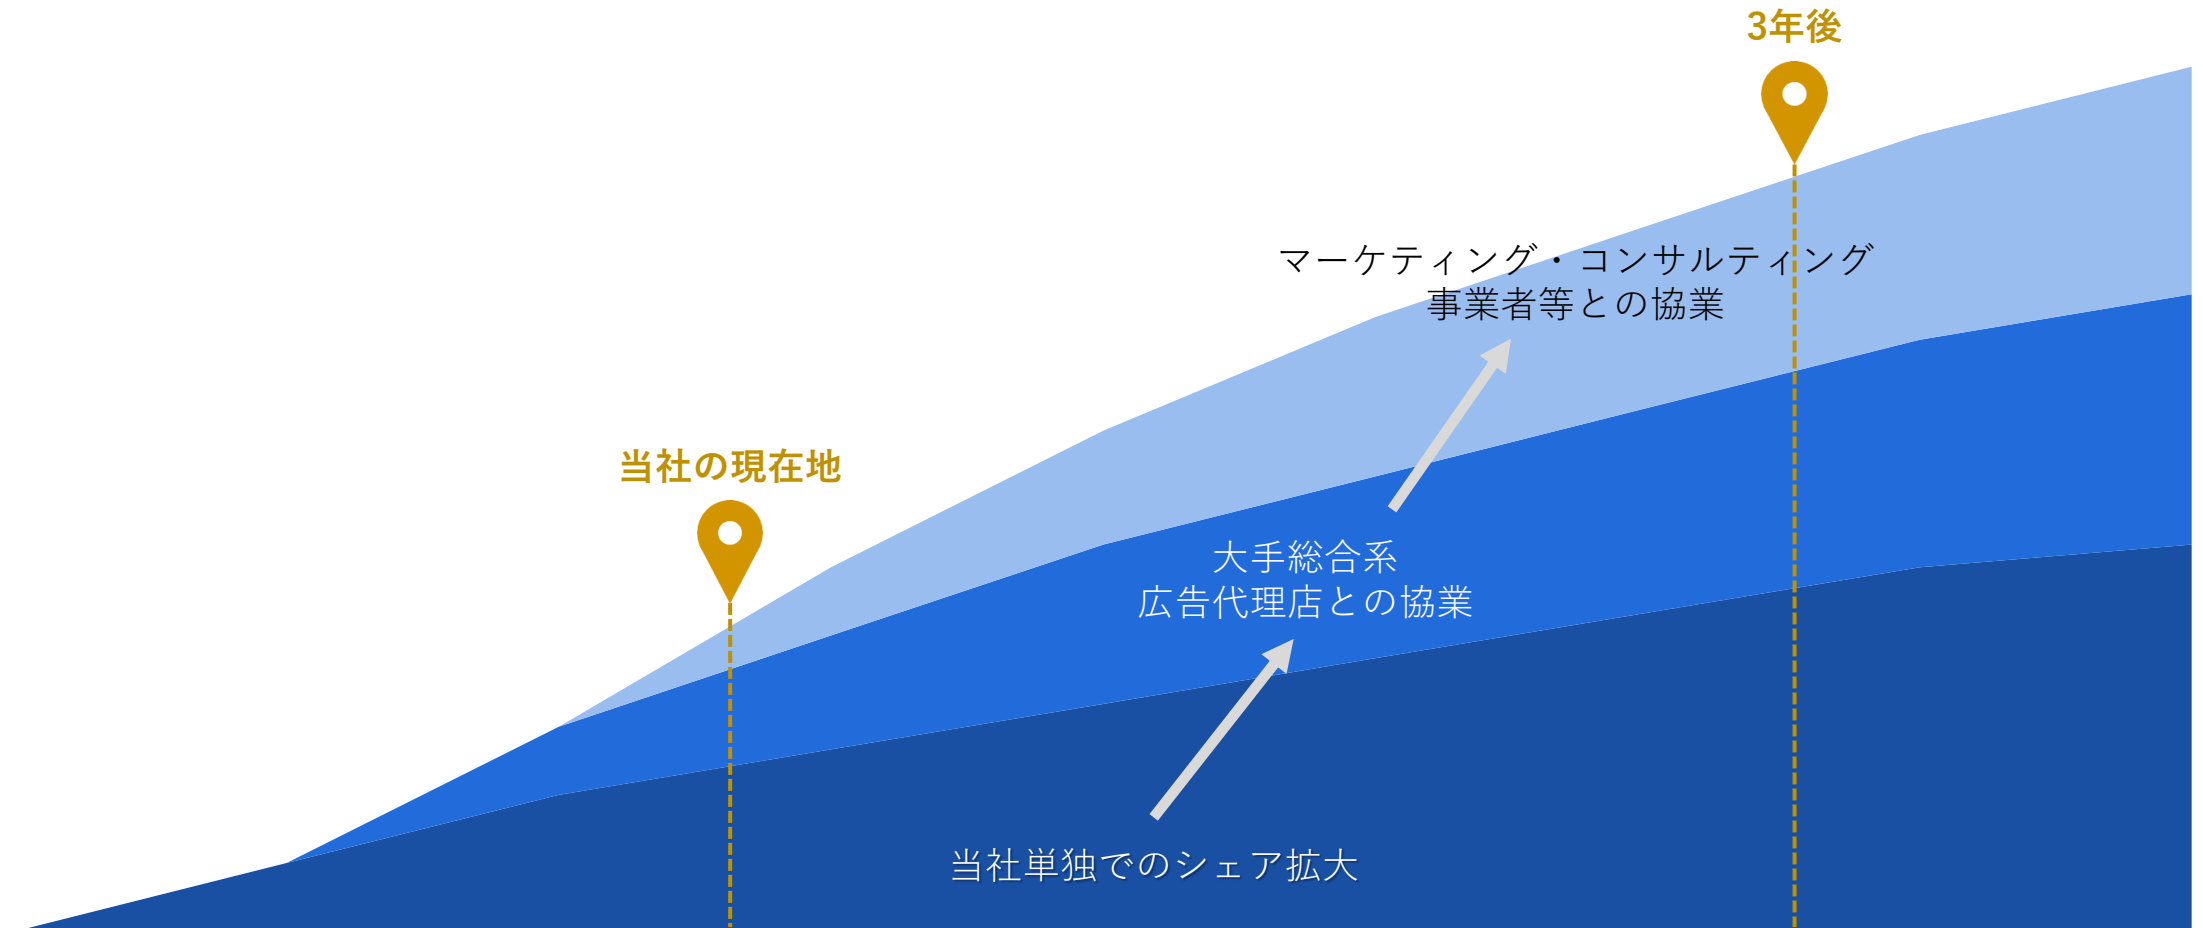 3年後
マーケティング・コンサルティング
事業者等との協業
当社の現在地
大手総合系
広告代理店との協業
当社単独でのシェア拡大